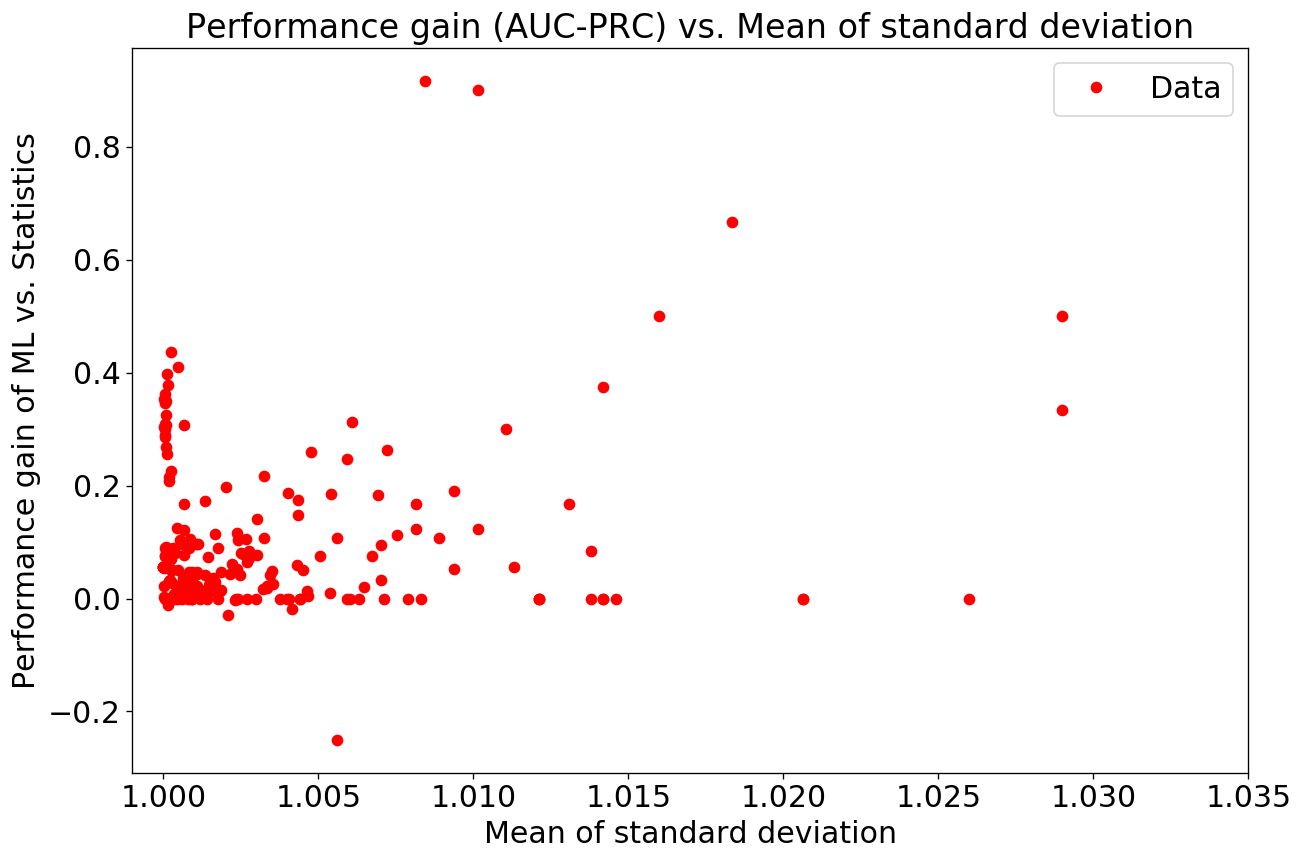 Performance gain (AUC-PRC) vs. Mean of standard deviation
Data
Performance gain of ML vs. Statistics
0.8
0.6
0.4
0.2
0.0
−0.2
1.000 1.005 1.010 1.015 1.020 1.025 1.030 1.035
Mean of standard deviation